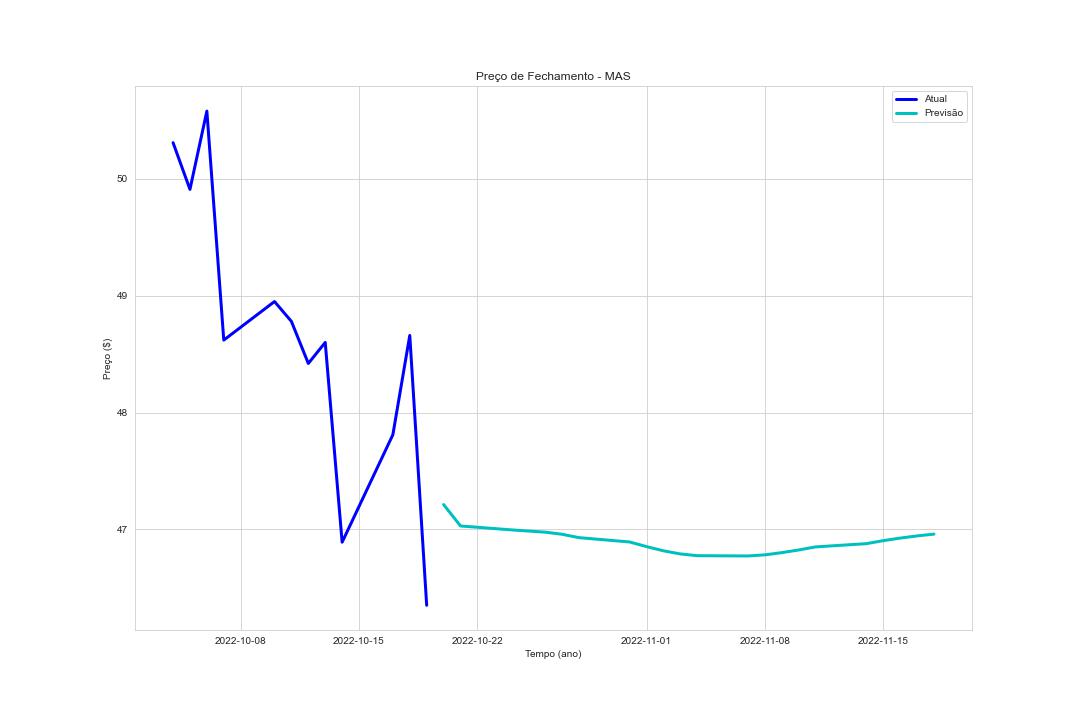 Preço de Fechamento - MAS
Atual
Previsão
50
49
48
47
Preço ($)
2022-10-08 2022-10-15 2022-10-22 2022-11-01 2022-11-08 2022-11-15
Tempo (ano)